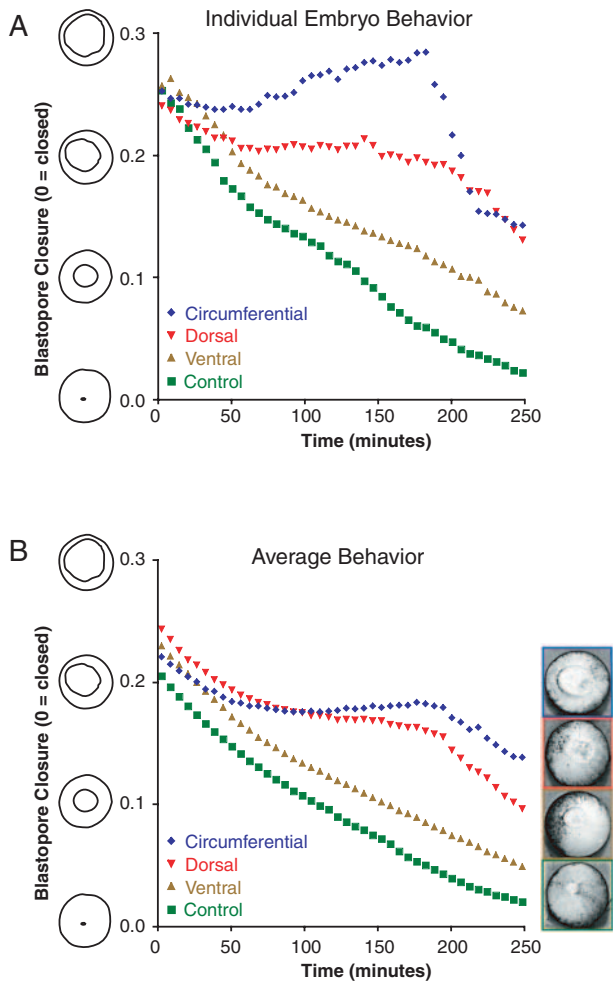 A
Individual Embryo Behavior
Blastopore Closure (0 = closed)
0.3
0.2
0.1
0.0
Circumferential
Dorsal
Ventral
Control
0 50 100 150 200 250
Time (minutes)
B
Average Behavior
Blastopore Closure (0 = closed)
0.3
0.2
0.1
0.0
Circumferential
Dorsal
Ventral
Control
0 50 100 150 200 250
Time (minutes)